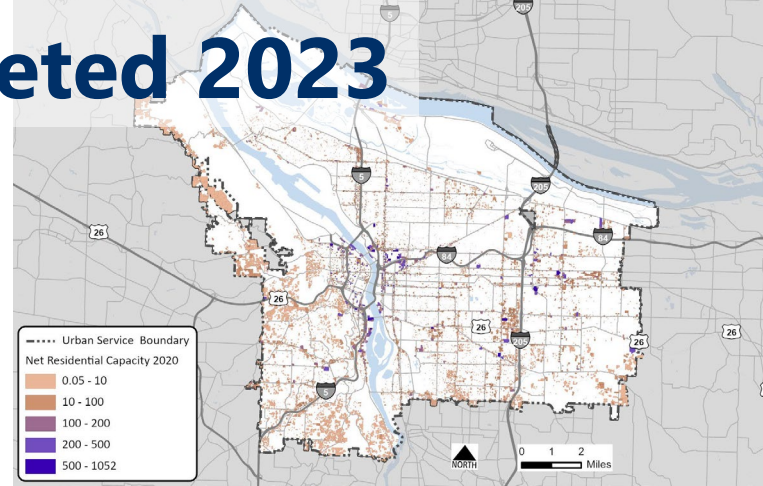 eted 2023
5
205
5
205
26
84
84
26
26
205
26
26
5
Urban Service Boundary
Net Residential Capacity 2020
0.05 - 10
10 - 100
100 - 200
200 - 500
500 - 1052
NORTH
0 1 2
Miles